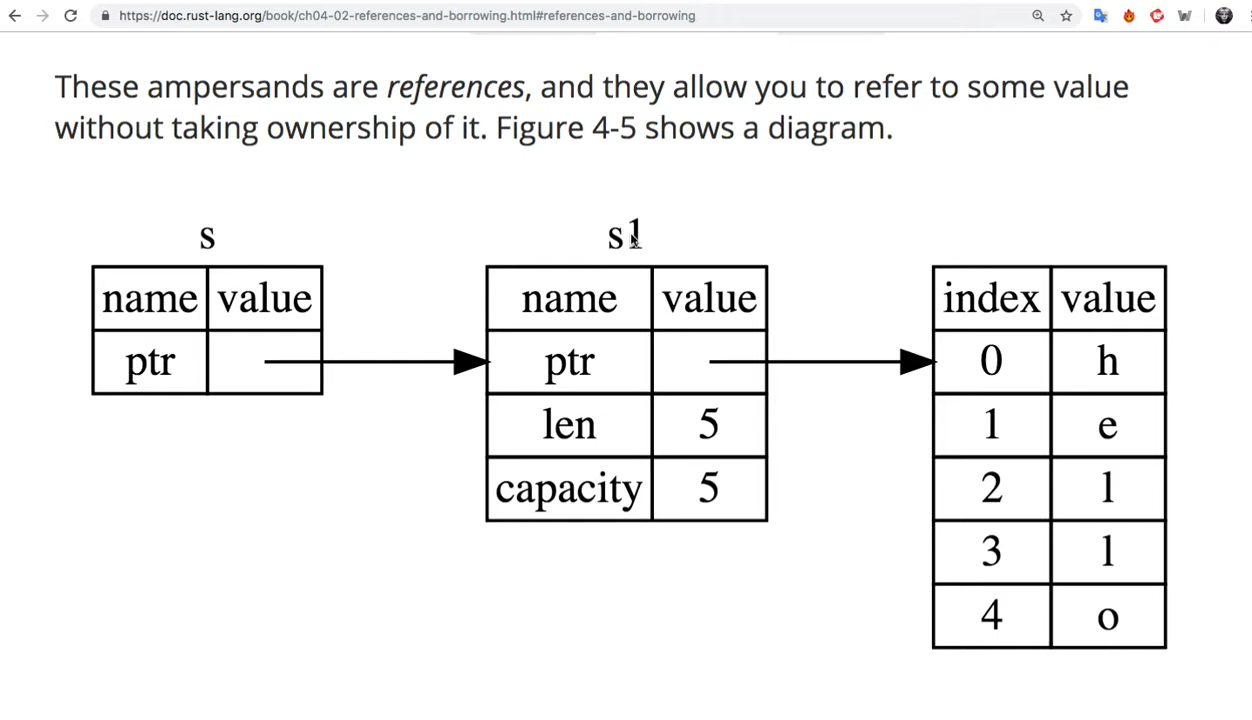 https://doc.rust-lang.org/book/ch04-02-references-and-borrowing.html#references-and-borrowing
These ampersands are references, and they allow you to refer to some value
without taking ownership of it. Figure 4-5 shows a diagram.
s
name value
ptr
s1
name value
ptr
len 5
capacity 5
index value
0 h
1 e
2 l
3 l
4 o